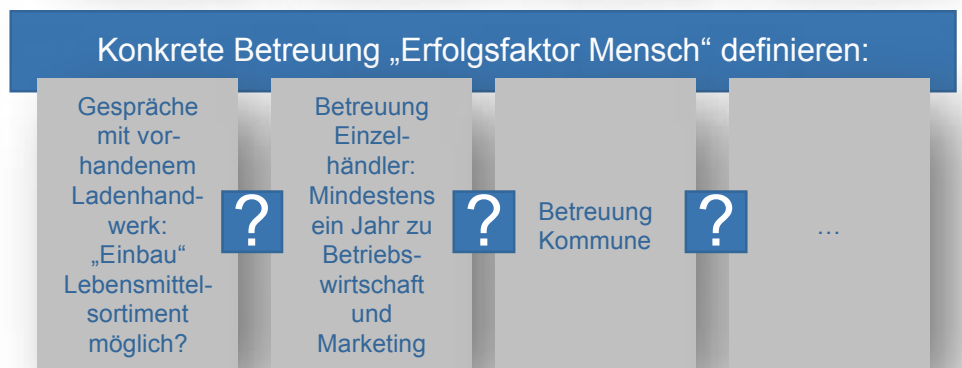 Konkrete Betreuung „Erfolgsfaktor Mensch“ definieren:
Gespräche
mit vor-
handenem
Ladenhand-
werk:
„Einbau“
Lebensmittel-
sortiment
möglich?
?
Betreuung
Einzel-
händler:
Mindestens
ein Jahr zu
Betriebs-
wirtschaft
und
Marketing
?
Betreuung
Kommune
?
…